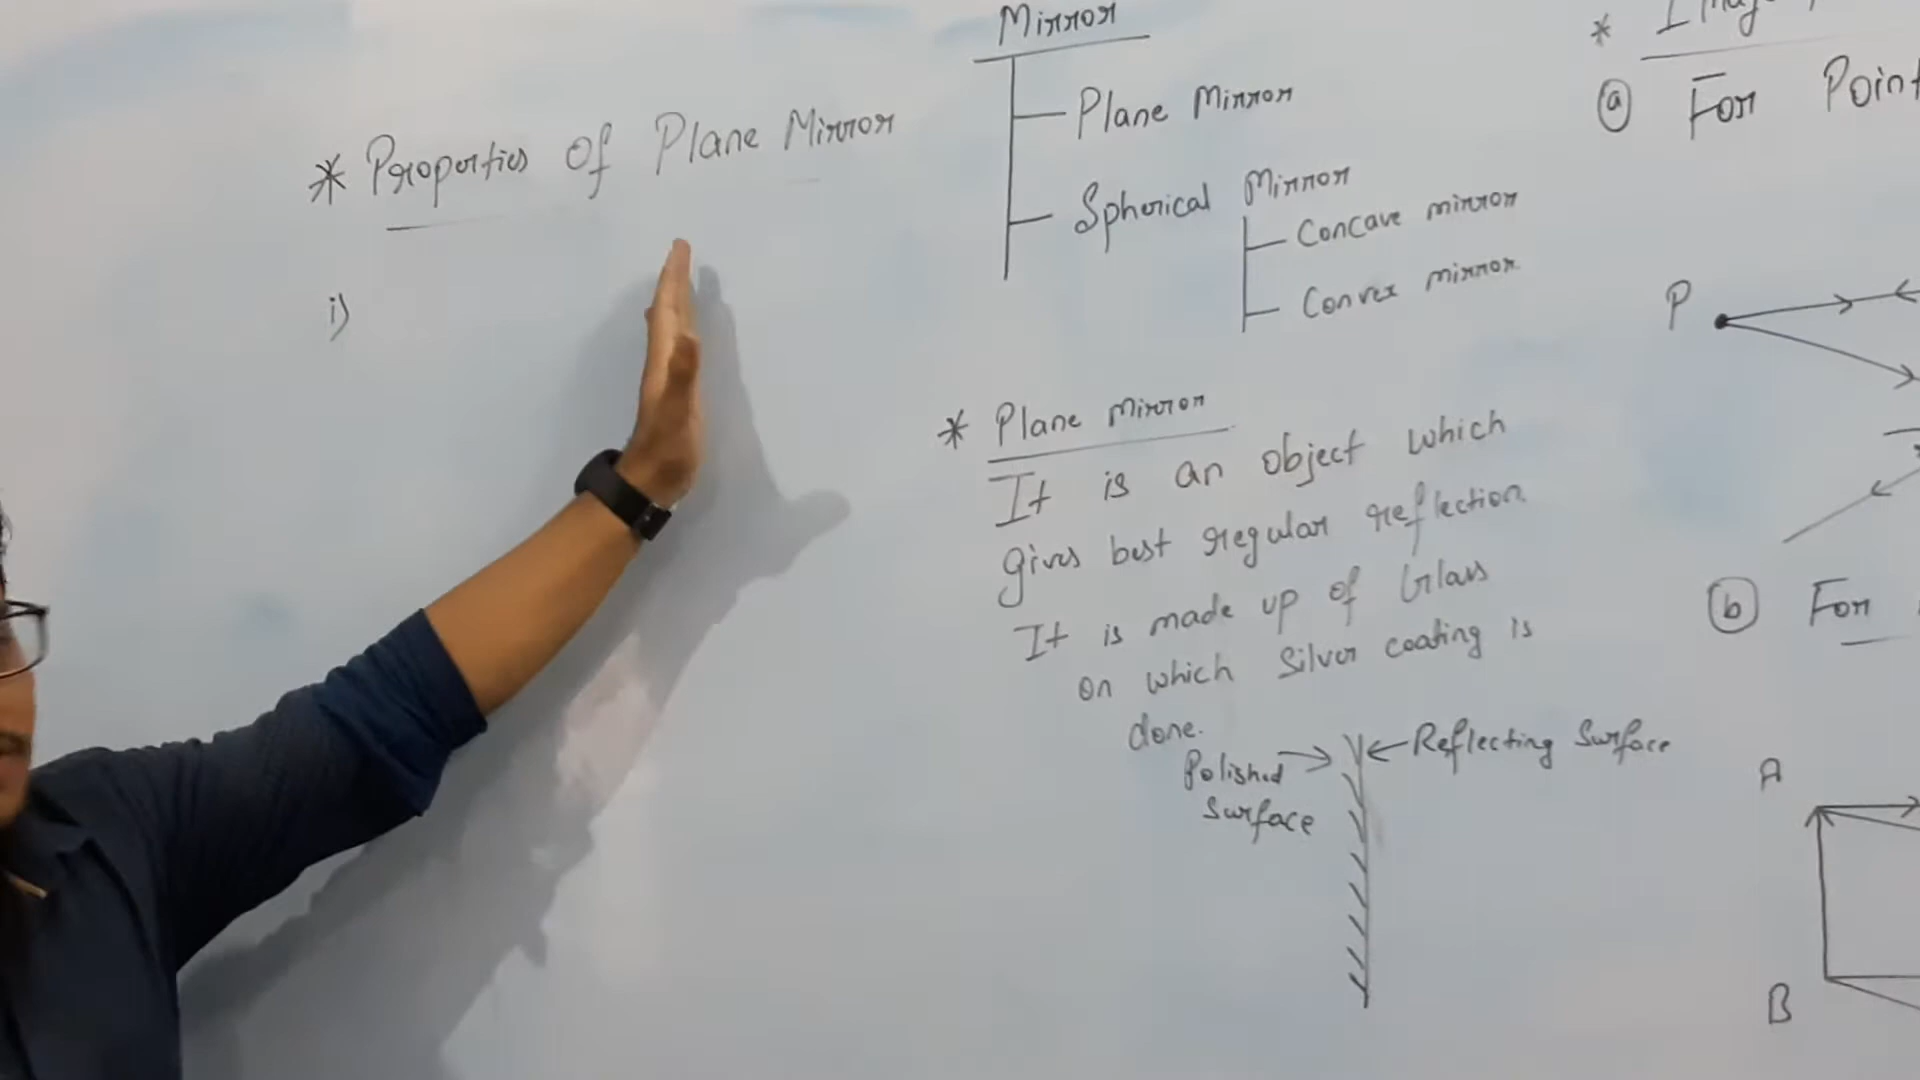 * Properties of Plane Mirror
i)
Mirror
Plane Mirror
Spherical Mirror
Concave mirror
Convex mirror
* Plane mirror
It is an object which
gives best regular reflection
It is made up of Glass
on which Silver coating is
done.
Polished
Surface
Reflecting Surface
*
a For Point
P
b For
A
B